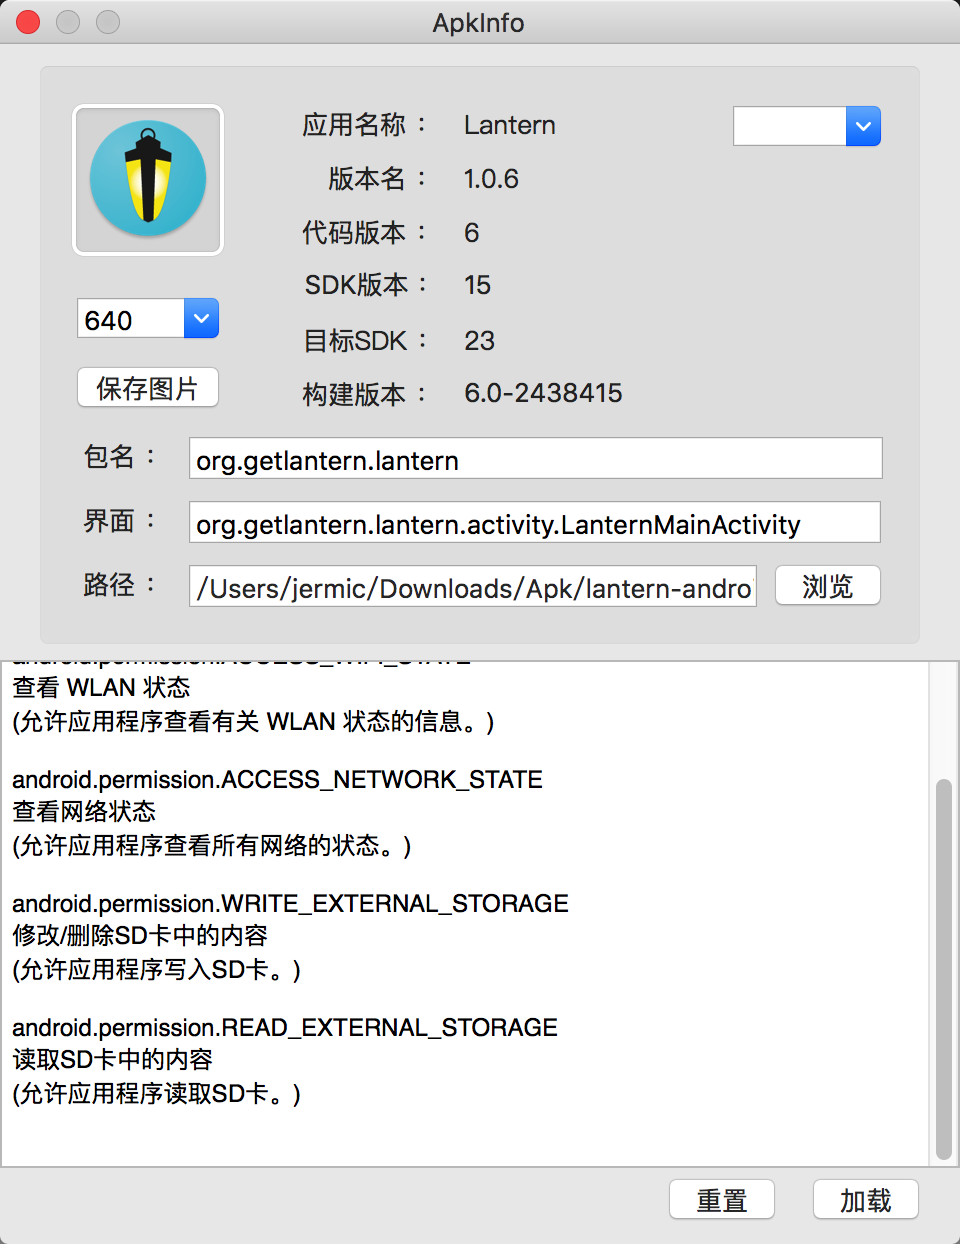 ApkInfo
应用名称： Lantern
版本名： 1.0.6
代码版本： 6
SDK版本： 15
640
目标SDK： 23
保存图片
构建版本： 6.0-2438415
包名： org.getlantern.lantern
界面： org.getlantern.lantern.activity.LanternMainActivity
路径： /Users/jermic/Downloads/Apk/lantern-andro 浏览
android.permission.ACCESS_WIFI_STATE
查看 WLAN 状态
(允许应用程序查看有关 WLAN 状态的信息。)
android.permission.ACCESS_NETWORK_STATE
查看网络状态
(允许应用程序查看所有网络的状态。)
android.permission.WRITE_EXTERNAL_STORAGE
修改/删除SD卡中的内容
(允许应用程序写入SD卡。)
android.permission.READ_EXTERNAL_STORAGE
读取SD卡中的内容
(允许应用程序读取SD卡。)
重置 加载